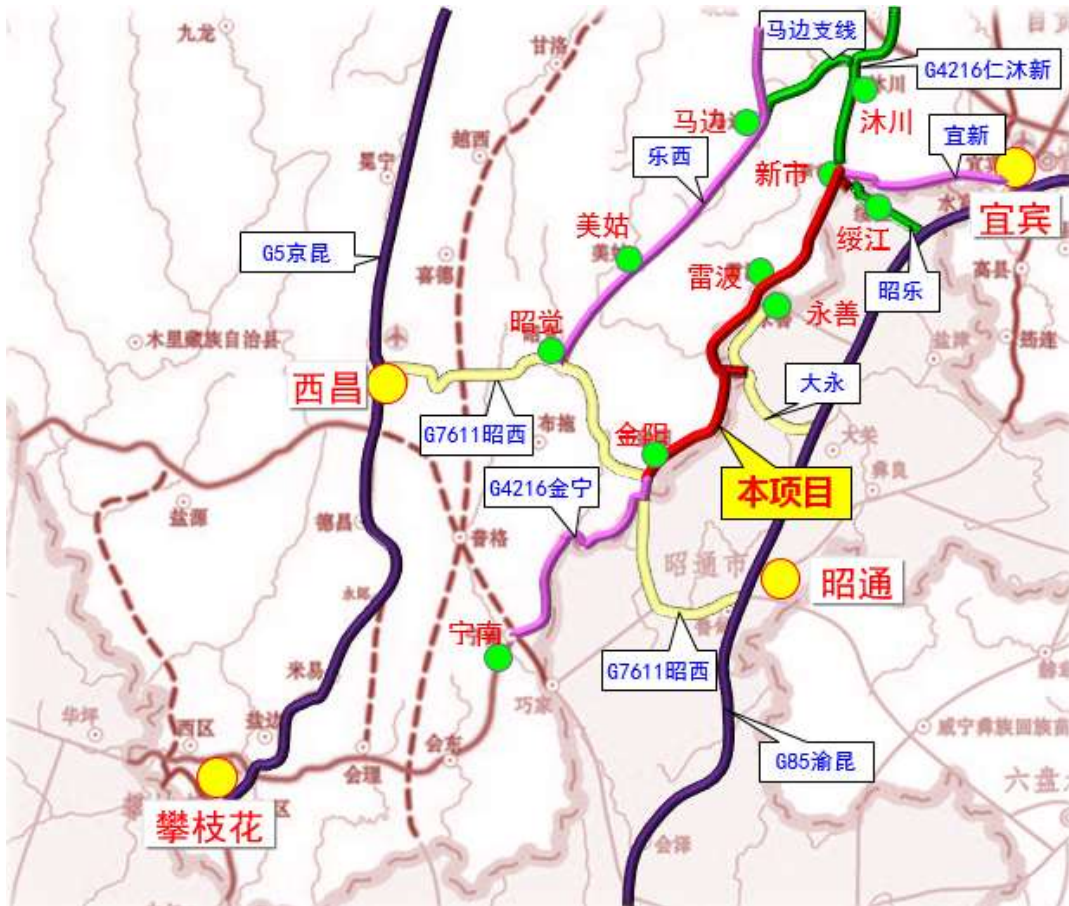 九龙
甘洛
马边支线
G4216仁沐新
沐川
马边
越西
冕宁
乐西
宜新
新市
宜宾
绥江
美姑
G5京昆
喜德
雷波
昭乐
高县
昭觉
永善
木里藏族自治县
盐津
筠连
西昌
大永
G7611昭西
布拖
金阳
大关
彝良
G4216金宁
本项目
盐源
德昌
普格
昭通市
昭通
宁南
米易
G7611昭西
巧家
华坪
西区
盐边
会东
会理
威宁彝族回族苗
G85渝昆
六盘
攀枝花
区
会泽